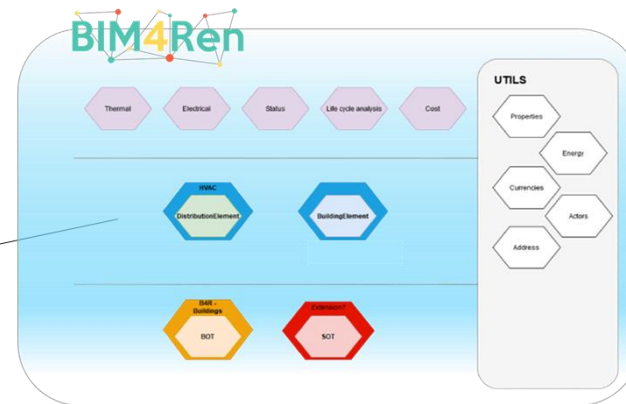 BIM4Ren
UTILS
Thermal
Electrical
Status
Life cycle analysis
Cost
Properties
Energy
Currencies
Actors
Address
HVAC
DistributionElement
BuildingElement
B4R -
Buildings
BOT
Extension?
SOT